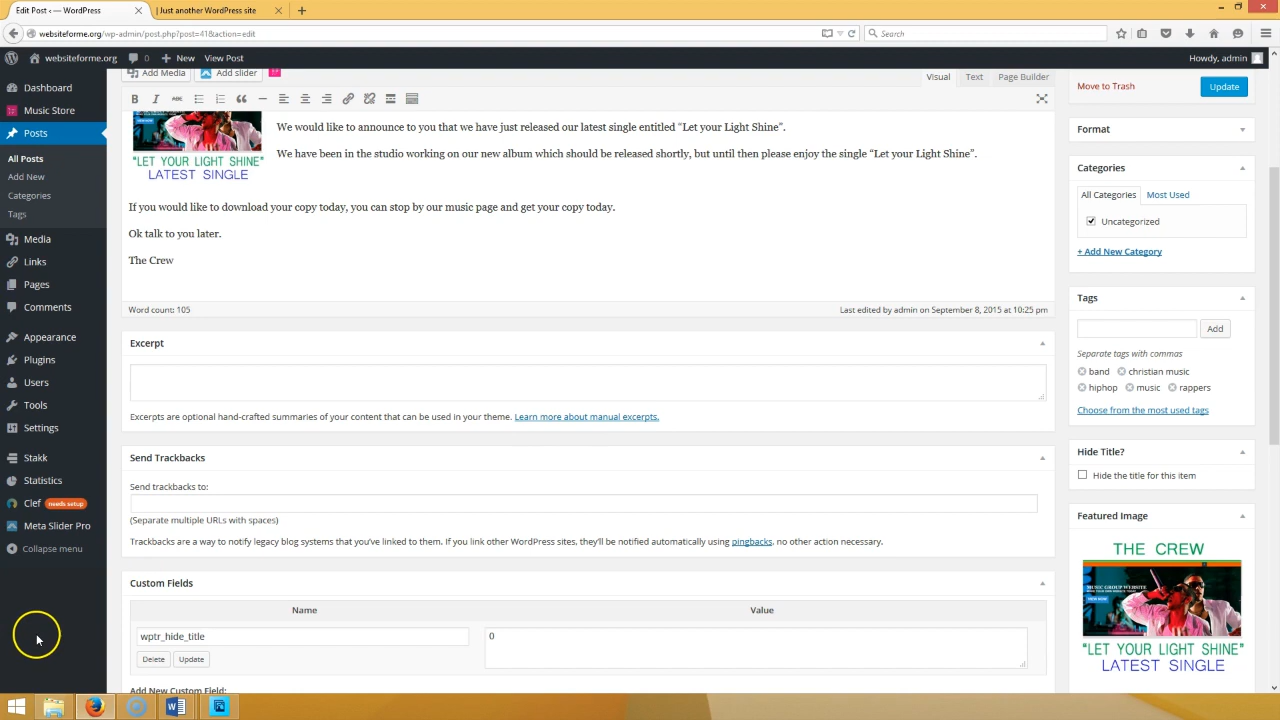 Edit Post ‹ — WordPress
| Just another WordPress site
websiteforme.org/wp-admin/post.php?post=41&action=edit
Search
websiteforme.org
0
New
View Post
Howdy, admin
Dashboard
Music Store
Posts
All Posts
Add New
Categories
Tags
Media
Links
Pages
Comments
Appearance
Plugins
Users
Tools
Settings
Stakk
Statistics
Clef needs setup
Meta Slider Pro
Collapse menu
Add Media
Add slider
Visual
Text
Page Builder
B I ABC
"LET YOUR LIGHT SHINE"
LATEST SINGLE
We would like to announce to you that we have just released our latest single entitled “Let your Light Shine”.
We have been in the studio working on our new album which should be released shortly, but until then please enjoy the single “Let your Light Shine”.
If you would like to download your copy today, you can stop by our music page and get your copy today.
Ok talk to you later.
The Crew
Word count: 105
Last edited by admin on September 8, 2015 at 10:25 pm
Excerpt
Excerpts are optional hand-crafted summaries of your content that can be used in your theme. Learn more about manual excerpts.
Send Trackbacks
Send trackbacks to:
(Separate multiple URLs with spaces)
Trackbacks are a way to notify legacy blog systems that you’ve linked to them. If you link other WordPress sites, they’ll be notified automatically using pingbacks, no other action necessary.
Custom Fields
Name
Value
wptr_hide_title
0
Delete
Update
Add New Custom Field:
Move to Trash
Update
Format
Categories
All Categories
Most Used
Uncategorized
+ Add New Category
Tags
Add
Separate tags with commas
band
christian music
hiphop
music
rappers
Choose from the most used tags
Hide Title?
Hide the title for this item
Featured Image
THE CREW
MUSIC GROUP WEBSITE
"LET YOUR LIGHT SHINE"
LATEST SINGLE